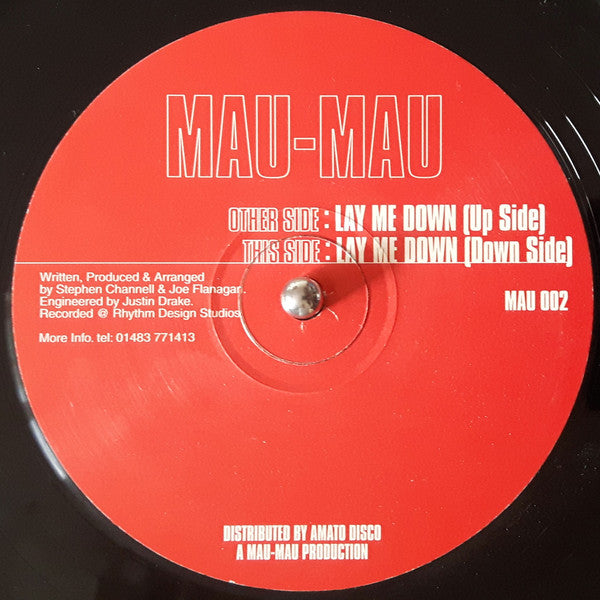 MAU-MAU
OTHER SIDE : LAY ME DOWN (Up Side)
THIS SIDE : LAY ME DOWN (Down Side)
Written, Produced & Arranged
by Stephen Channell & Joe Flanagan.
Engineered by Justin Drake.
Recorded @ Rhythm Design Studios
More Info. tel: 01483 771413
MAU 002
DISTRIBUTED BY AMATO DISCO
A MAU-MAU PRODUCTION